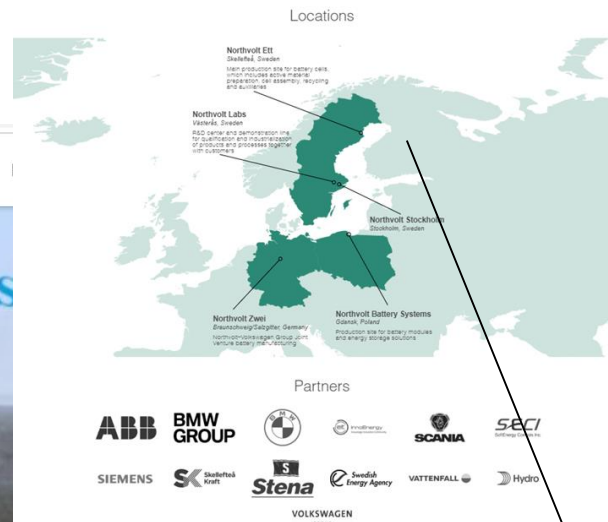 Locations
Northvolt Ett
Skellefteå, Sweden
Main production site for battery cells,
which includes active material
preparation, cell assembly, recycling
and auxiliaries
Northvolt Labs
Västerås, Sweden
R&D center and demonstration line
for qualification and industrialization
of products and processes together
with customers
Northvolt Stockholm
Stockholm, Sweden
Northvolt Zwei
Braunschweig/Salzgitter, Germany
Northvolt-Volkswagen Group joint
venture battery manufacturing
Northvolt Battery Systems
Gdansk, Poland
Production site for battery modules
and energy storage solutions
Partners
ABB
BMW
GROUP
BMW
InnoEnergy
SCANIA
SECI
SIEMENS
SK Skellefteå
Kraft
S
Stena
Swedish
Energy Agency
VATTENFALL
Hydro
VOLKSWAGEN